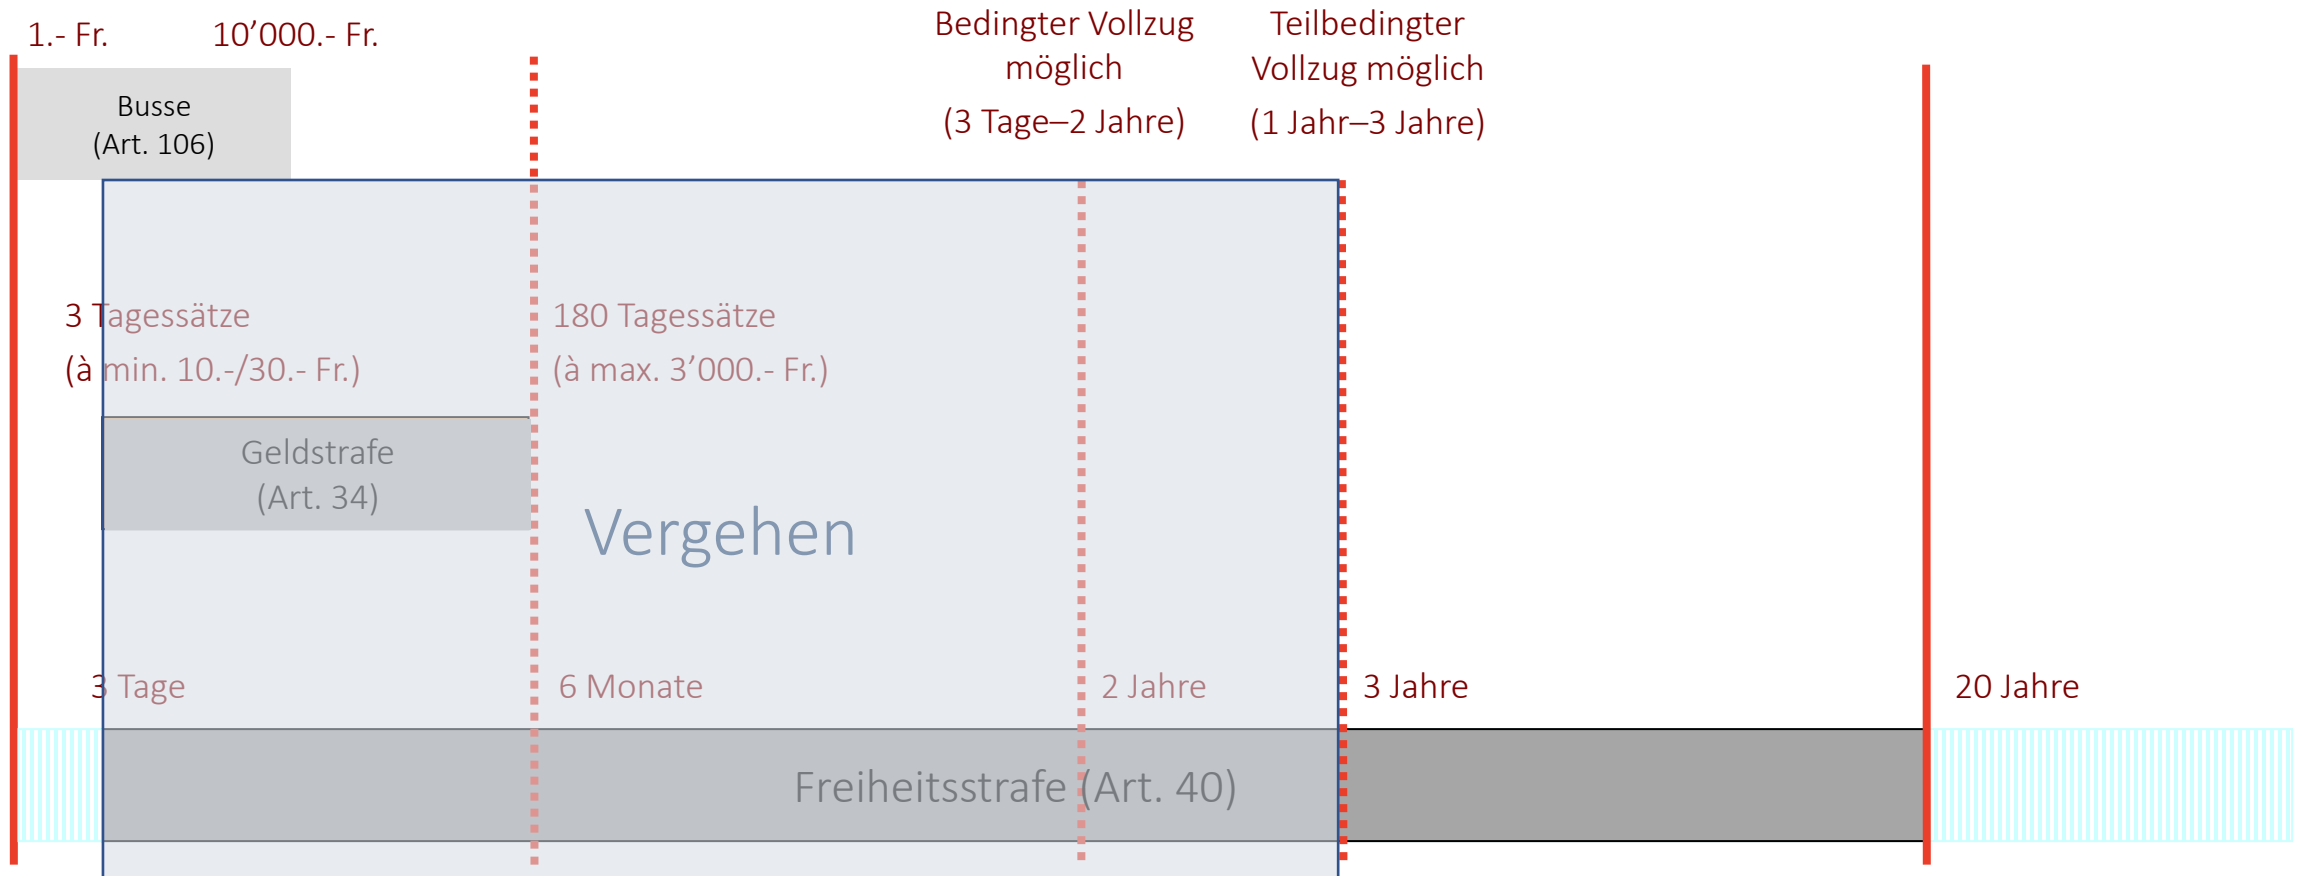 1.- Fr.
10’000.- Fr.
Bedingter Vollzug
möglich
(3 Tage–2 Jahre)
Teilbedingter
Vollzug möglich
(1 Jahr–3 Jahre)
Busse
(Art. 106)
3 Tagessätze
(à min. 10.-/30.- Fr.)
180 Tagessätze
(à max. 3’000.- Fr.)
Geldstrafe
(Art. 34)
Vergehen
3 Tage
6 Monate
2 Jahre
3 Jahre
20 Jahre
Freiheitsstrafe (Art. 40)